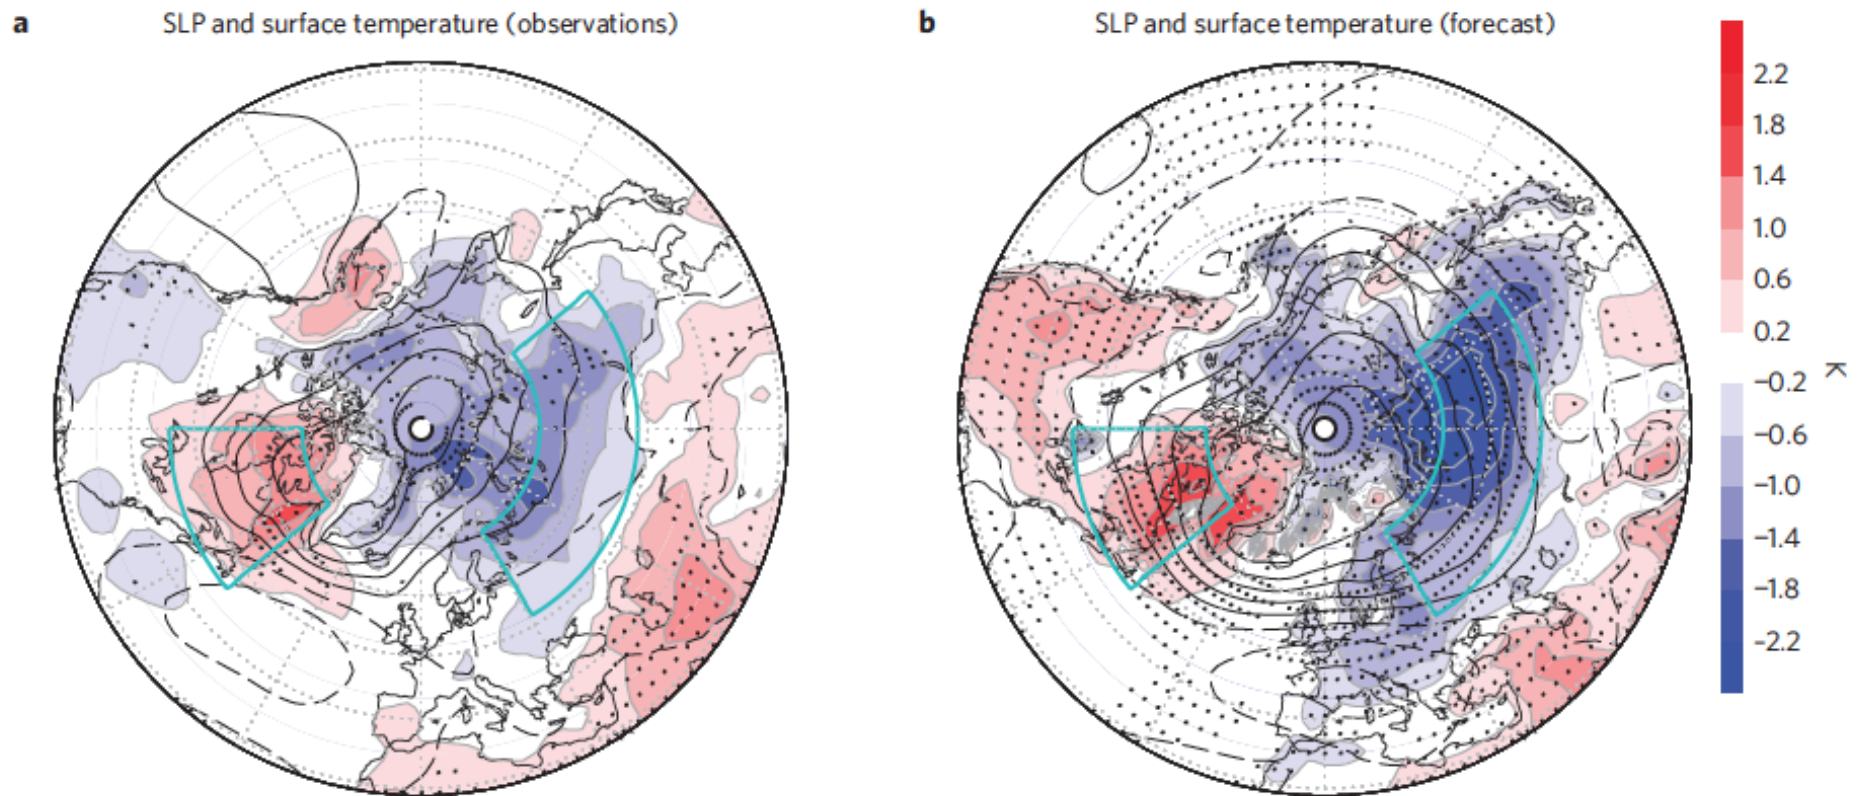 a
SLP and surface temperature (observations)
b
SLP and surface temperature (forecast)
2.2
1.8
1.4
1.0
0.6
0.2
−0.2
−0.6
−1.0
−1.4
−1.8
−2.2
K